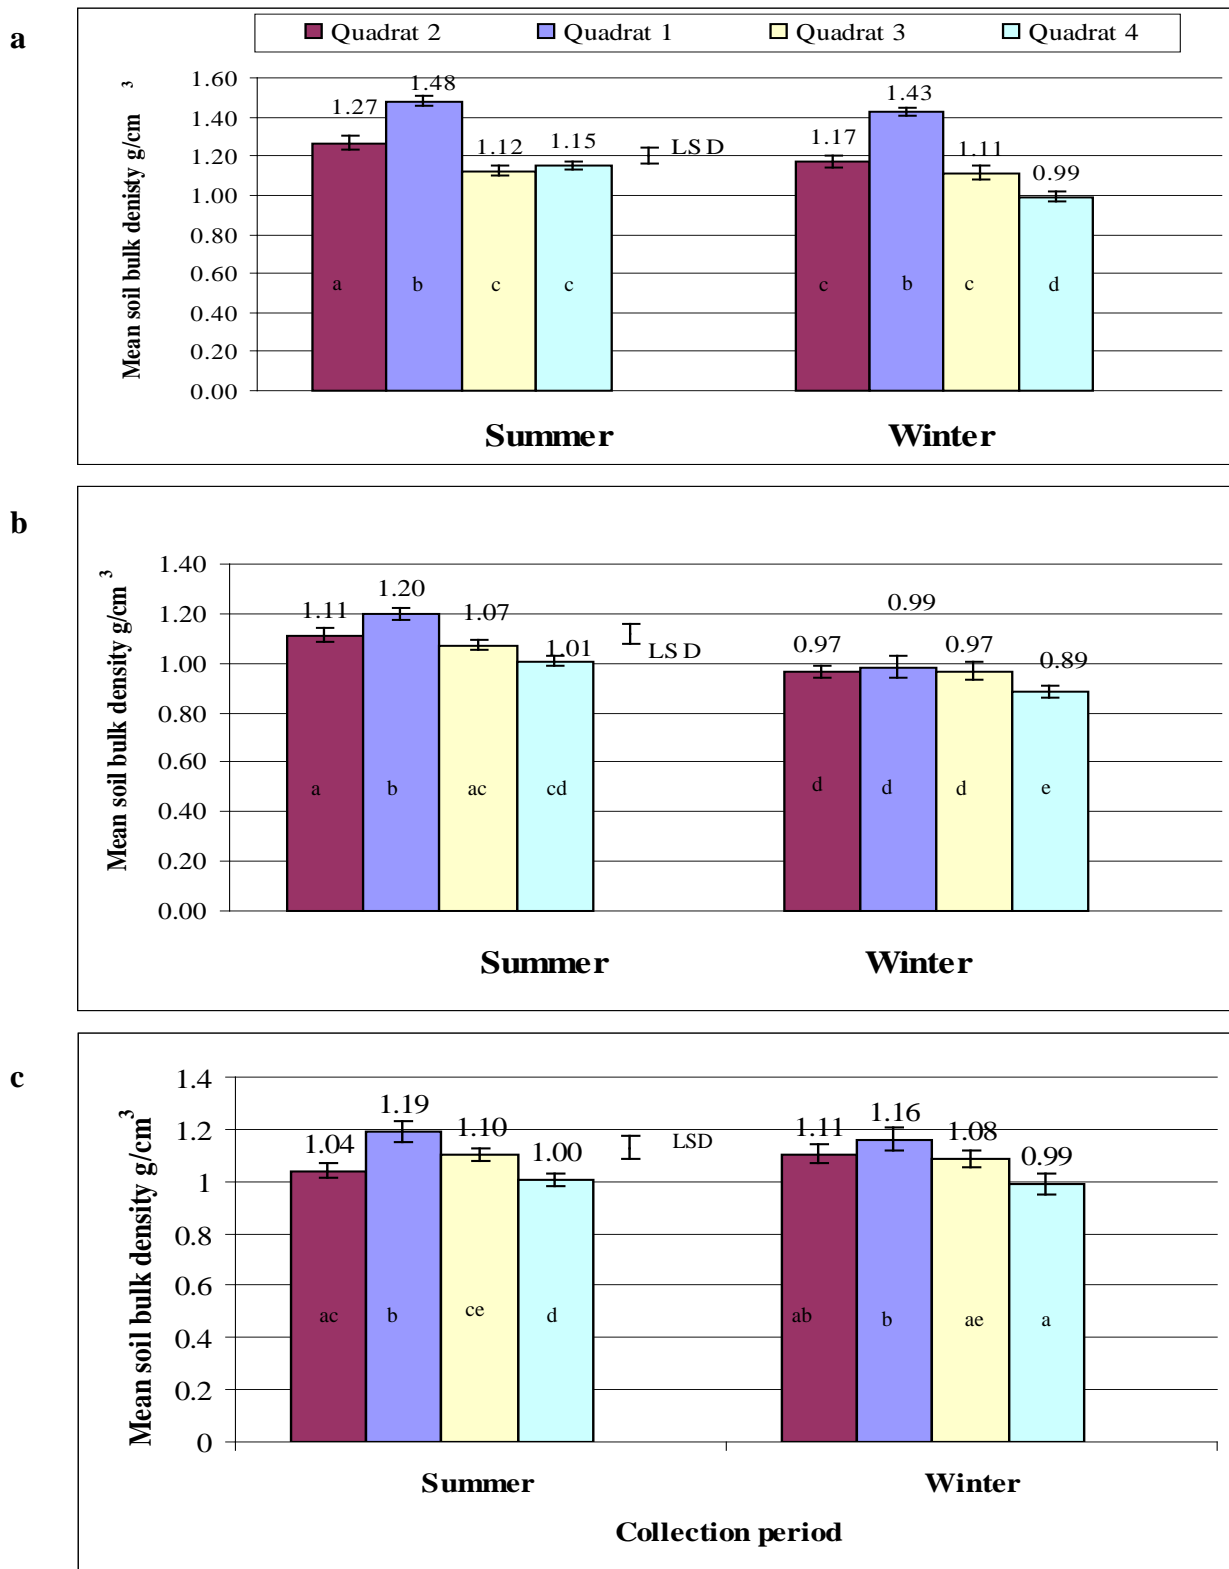 a
Quadrat 2 Quadrat 1 Quadrat 3 Quadrat 4
Mean soil bulk denisty g/cm 3
1.60
1.40
1.20
1.00
0.80
0.60
0.40
0.20
0.00
1.27 1.48 1.12 1.15 LSD 1.17 1.43 1.11 0.99
a b c c c b c d
Summer Winter
b
Mean soil bulk density g/cm 3
1.40
1.20
1.00
0.80
0.60
0.40
0.20
0.00
1.11 1.20 1.07 1.01 LSD 0.97 0.99 0.97 0.89
a b ac cd d d d e
Summer Winter
c
Mean soil bulk density g/cm3
1.4
1.2
1
0.8
0.6
0.4
0.2
0
1.04 1.19 1.10 1.00 LSD 1.11 1.16 1.08 0.99
ac b ce d ab b ae a
Summer Winter
Collection period